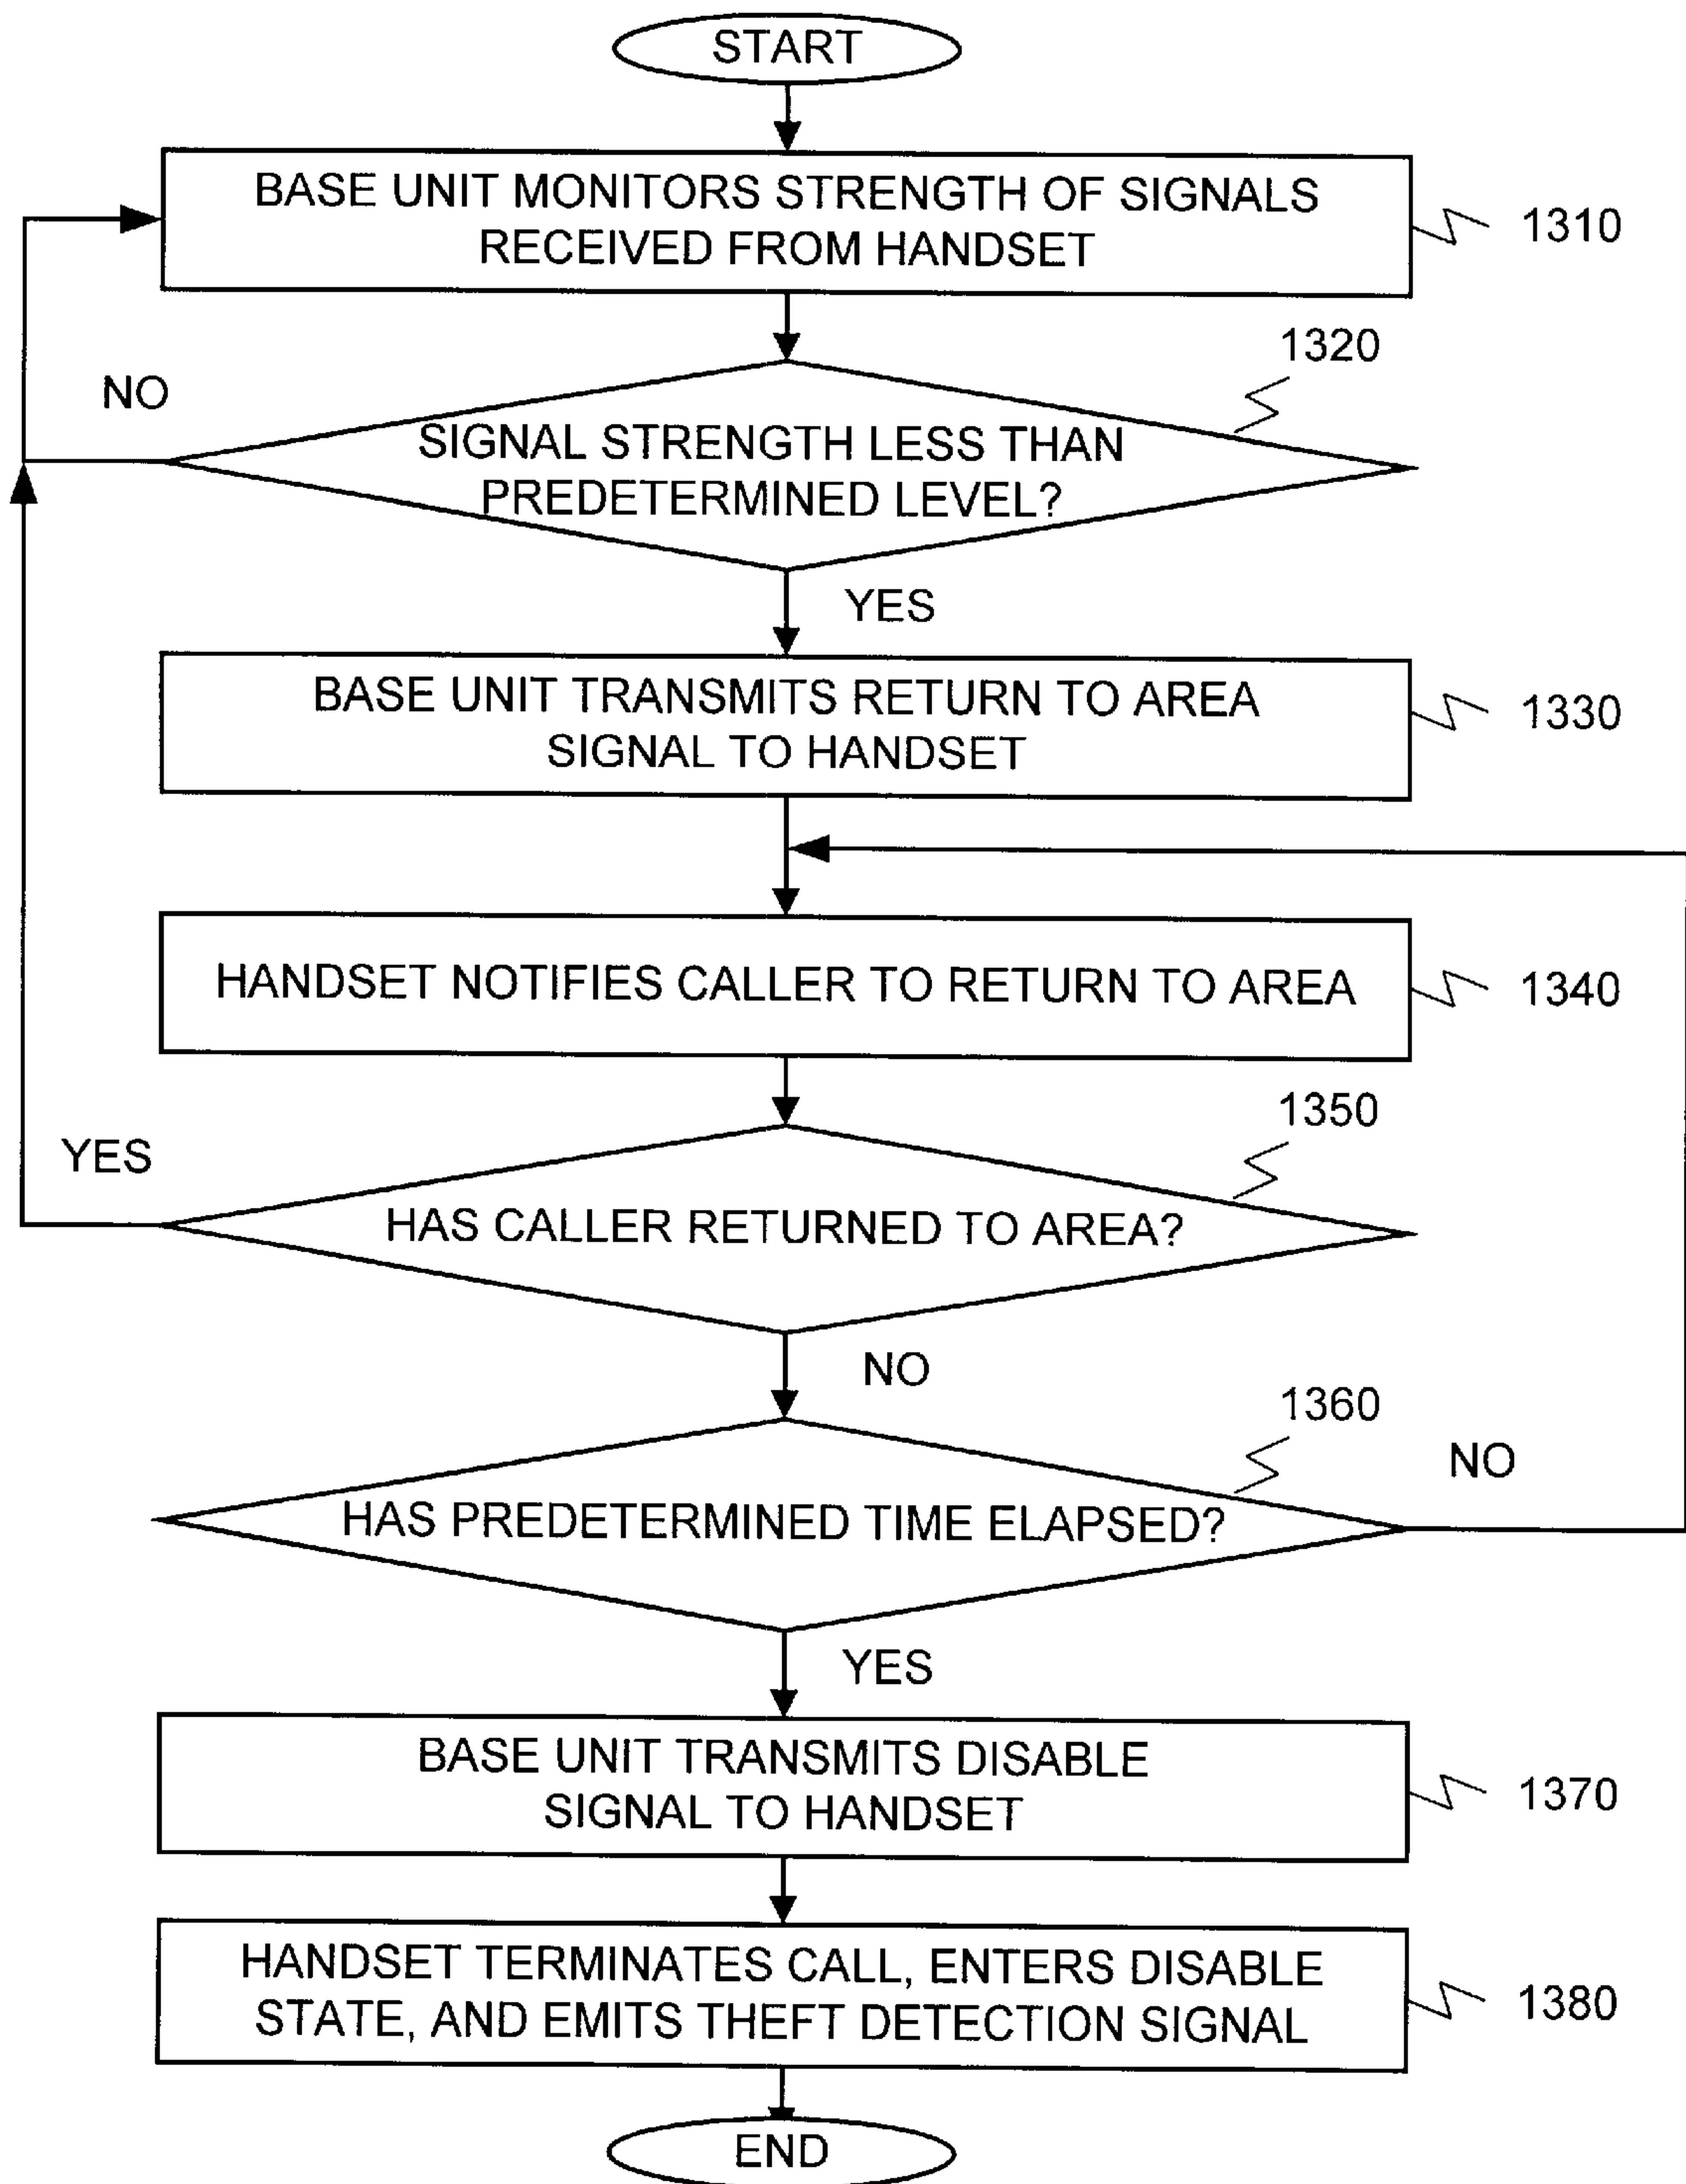 START
BASE UNIT MONITORS STRENGTH OF SIGNALS
RECEIVED FROM HANDSET
1310
1320
NO
SIGNAL STRENGTH LESS THAN
PREDETERMINED LEVEL?
YES
BASE UNIT TRANSMITS RETURN TO AREA
SIGNAL TO HANDSET
1330
HANDSET NOTIFIES CALLER TO RETURN TO AREA
1340
1350
YES
HAS CALLER RETURNED TO AREA?
NO
1360
NO
HAS PREDETERMINED TIME ELAPSED?
YES
BASE UNIT TRANSMITS DISABLE
SIGNAL TO HANDSET
1370
HANDSET TERMINATES CALL, ENTERS DISABLE
STATE, AND EMITS THEFT DETECTION SIGNAL
1380
END